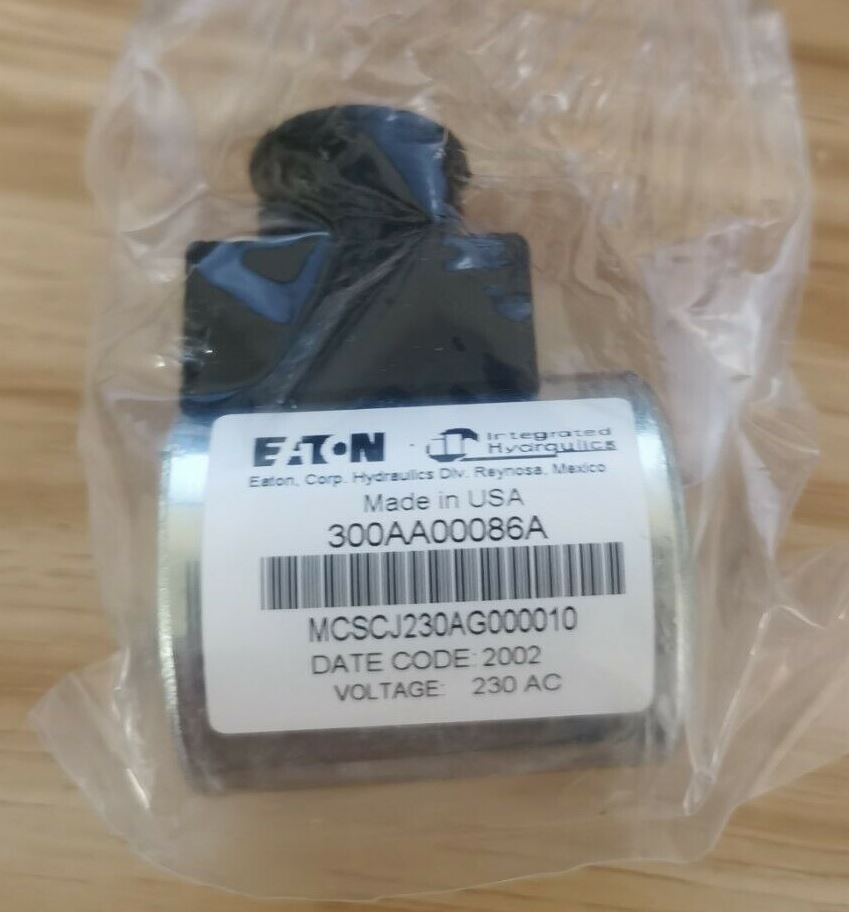 EATON Integrated
Hydraulics
Eaton, Corp. Hydraulics Div. Reynosa, Mexico
Made in USA
300AA00086A
MCSCJ230AG000010
DATE CODE: 2002
VOLTAGE: 230 AC